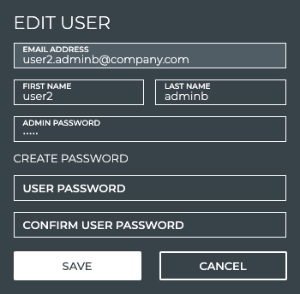 EDIT USER
EMAIL ADDRESS
user2.adminb@company.com
FIRST NAME
user2
LAST NAME
adminb
ADMIN PASSWORD
•••••
CREATE PASSWORD
USER PASSWORD
CONFIRM USER PASSWORD
SAVE
CANCEL